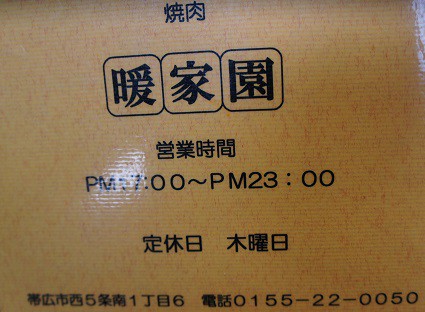 焼肉
暖家園
営業時間
:00～PM23：00
定休日　木曜日
帯広市西5条南1丁目6　電話0155-22-0050